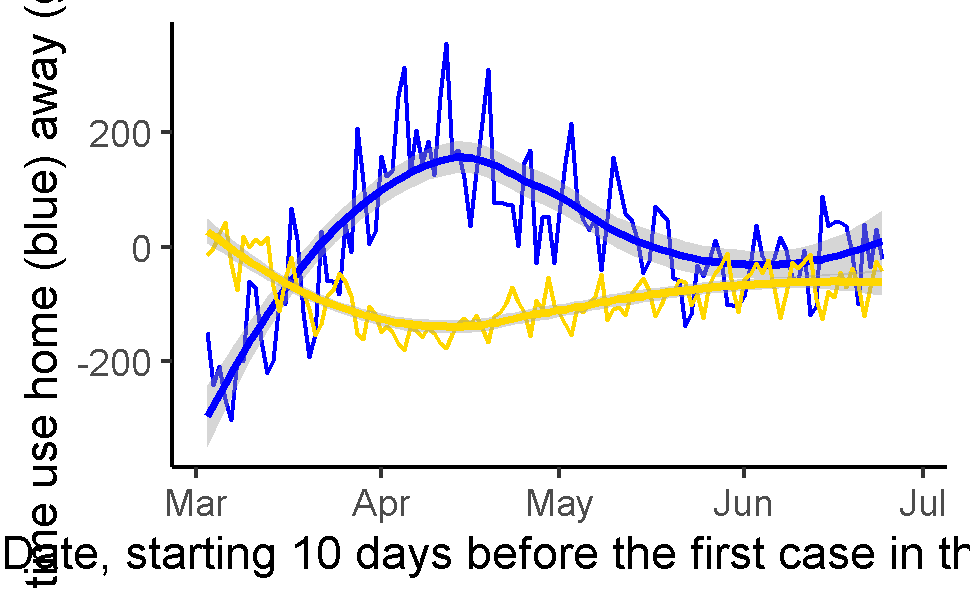 time use home (blue) away (
200
0
-200
Mar Apr May Jun Jul
Date, starting 10 days before the first case in th